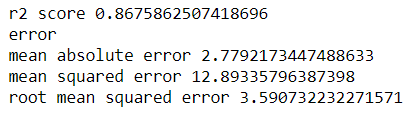 r2 score 0.8675862507418696
error
mean absolute error 2.7792173447488633
mean squared error 12.89335796387398
root mean squared error 3.590732232271571